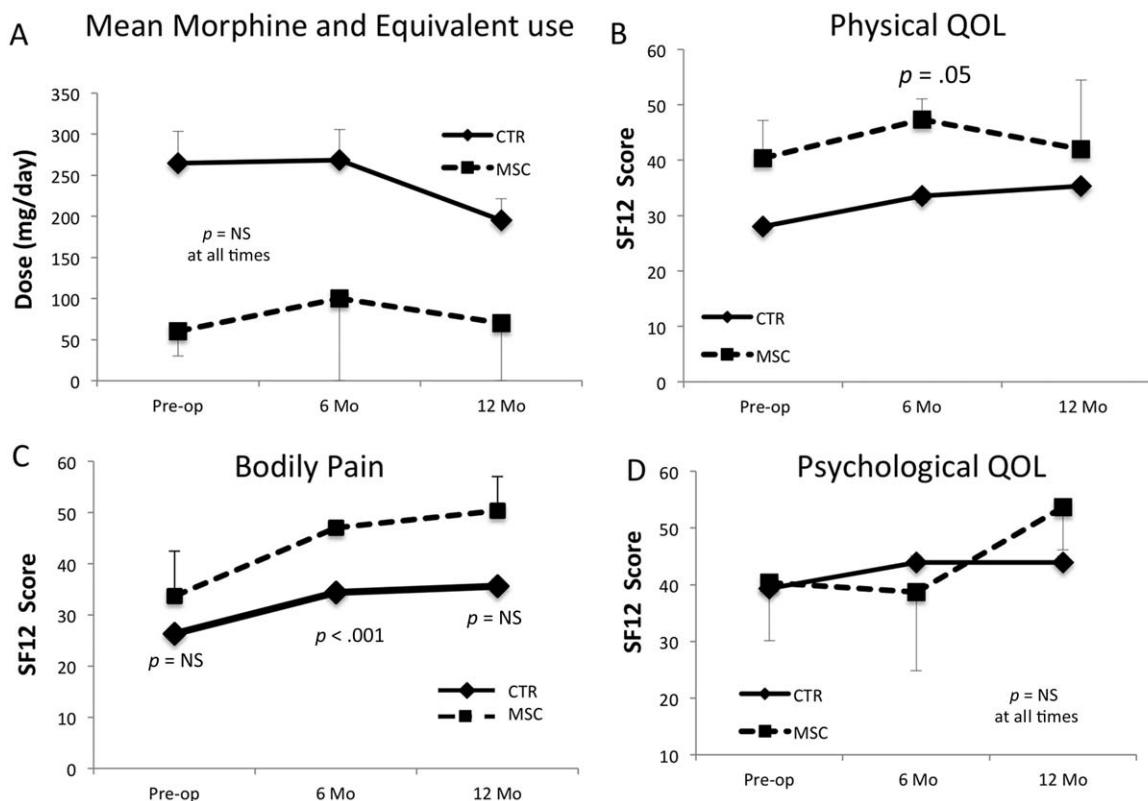 A
Mean Morphine and Equivalent use
Dose (mg/day)
350
300
250
200
150
100
50
0
CTR
MSC
p = NS
at all times
Pre-op
6 Mo
12 Mo
B
Physical QOL
SF12 Score
60
50
40
30
20
10
0
p = .05
CTR
MSC
Pre-op
6 Mo
12 Mo
C
Bodily Pain
SF12 Score
60
50
40
30
20
10
0
p = NS
p < .001
p = NS
CTR
MSC
Pre-op
6 Mo
12 Mo
D
Psychological QOL
SF12 Score
60
50
40
30
20
10
CTR
MSC
p = NS
at all times
Pre-op
6 Mo
12 Mo